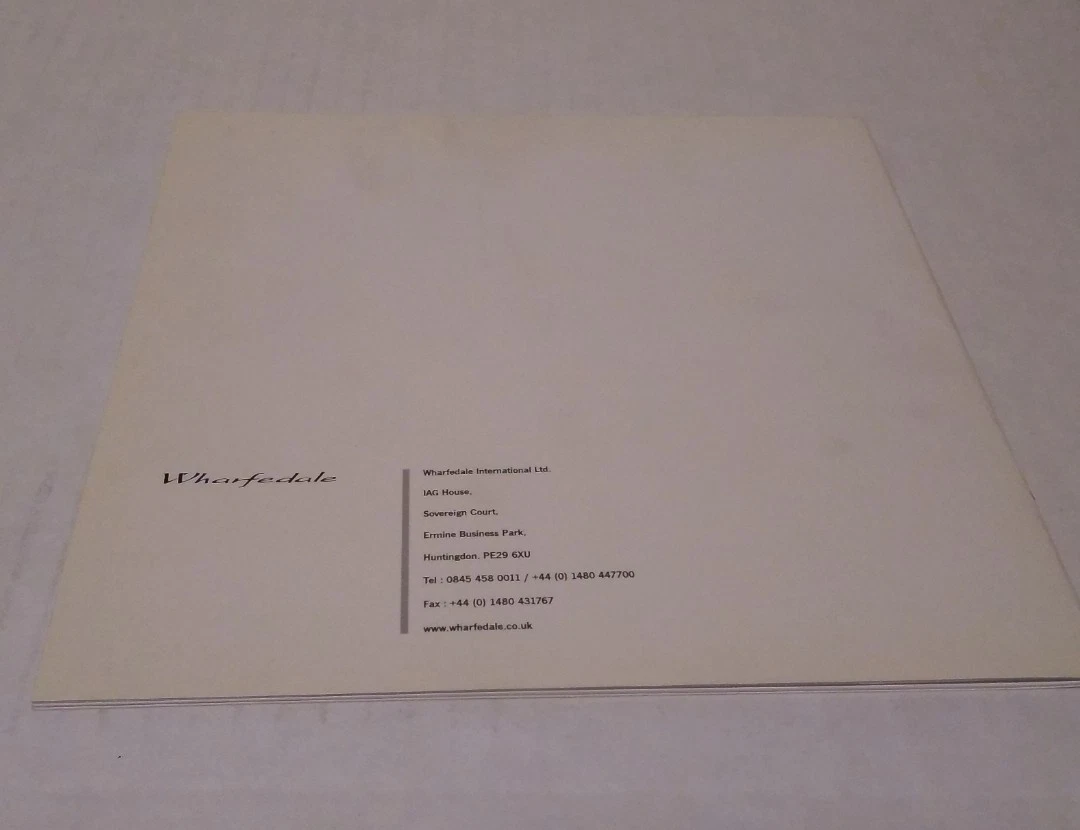 Wharfedale
Wharfedale International Ltd.
IAG House,
Sovereign Court,
Ermine Business Park,
Huntingdon. PE29 6XU
Tel : 0845 458 0011 / +44 (0) 1480 447700
Fax : +44 (0) 1480 431767
www.wharfedale.co.uk